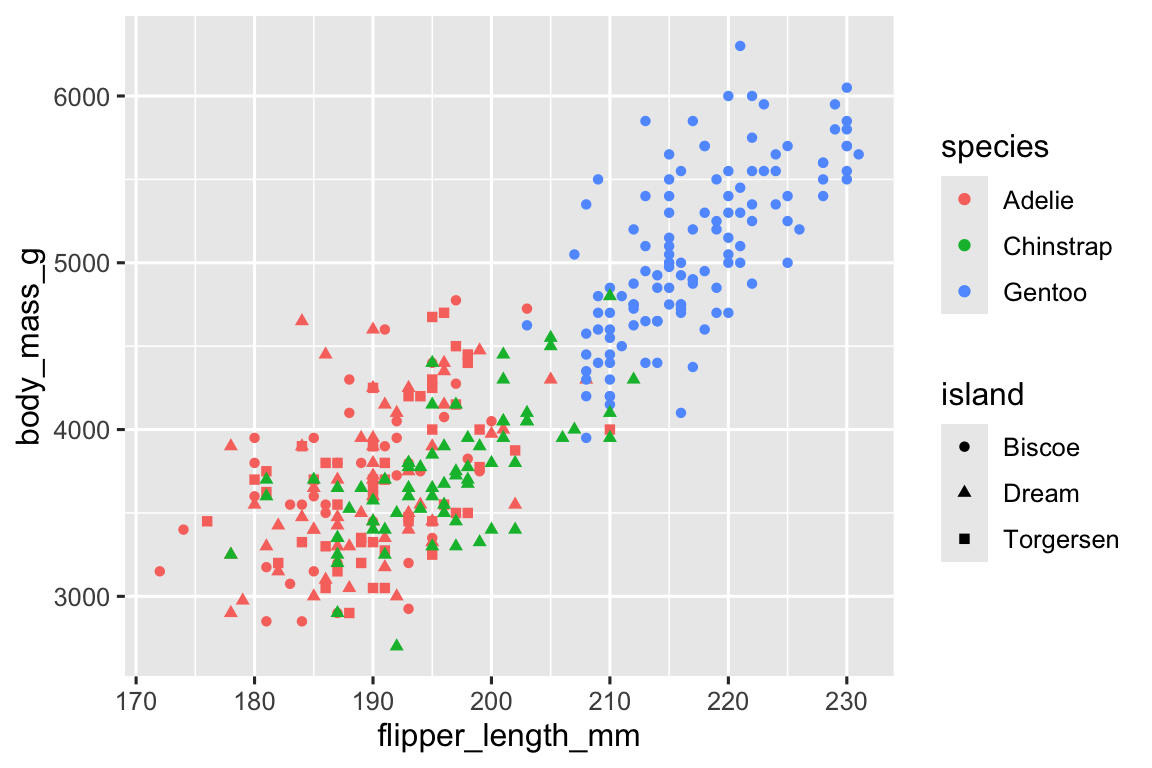 6000
5000
4000
3000
body_mass_g
170 180 190 200 210 220 230
flipper_length_mm
species
Adelie
Chinstrap
Gentoo
island
Biscoe
Dream
Torgersen